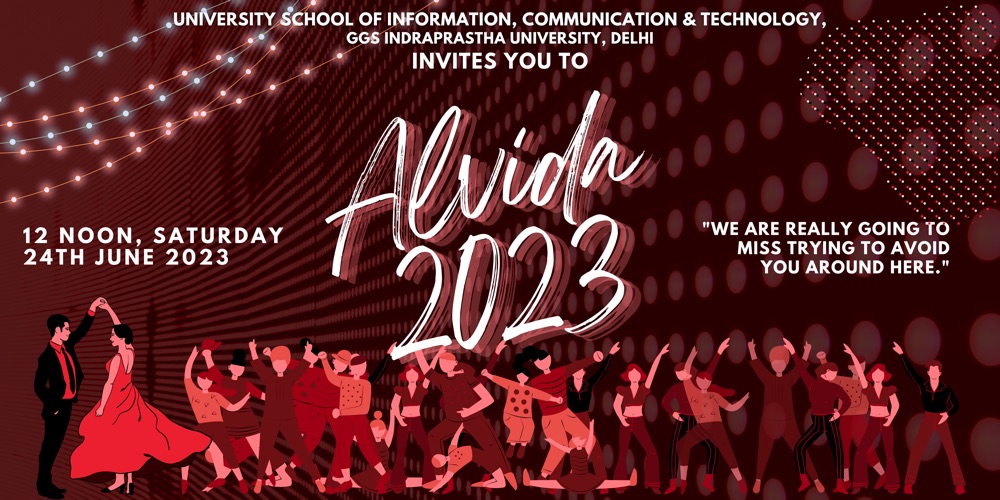 UNIVERSITY SCHOOL OF INFORMATION, COMMUNICATION & TECHNOLOGY,
GGS INDRAPRASTHA UNIVERSITY, DELHI
INVITES YOU TO
Alvida
2023
12 NOON, SATURDAY
24TH JUNE 2023
"WE ARE REALLY GOING TO
MISS TRYING TO AVOID
YOU AROUND HERE."